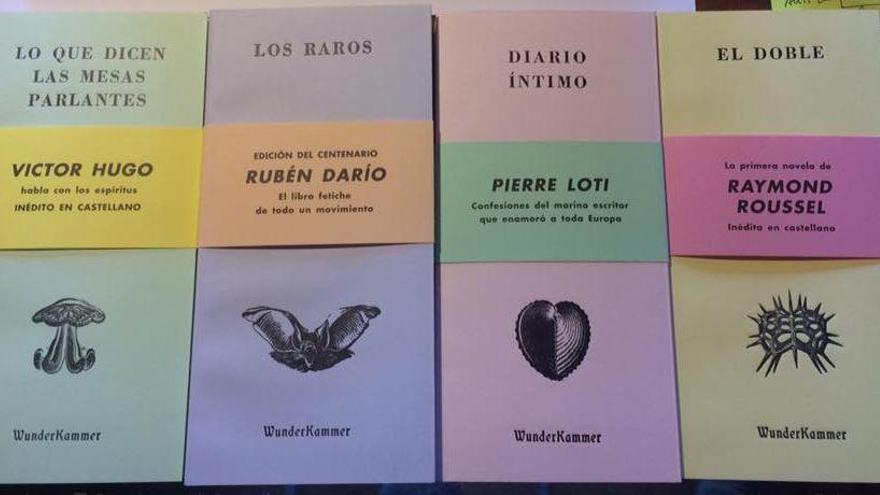 LO QUE DICEN
LAS MESAS
PARLANTES
VICTOR HUGO
habla con los espíritus
INÉDITO EN CASTELLANO
WunderKammer
LOS RAROS
EDICIÓN DEL CENTENARIO
RUBÉN DARÍO
El libro fetiche
de todo un movimiento
WunderKammer
DIARIO
ÍNTIMO
PIERRE LOTI
Confesiones del marino escritor
que enamoró a toda Europa
WunderKammer
EL DOBLE
La primera novela de
RAYMOND
ROUSSEL
Inédita en castellano
WunderKammer